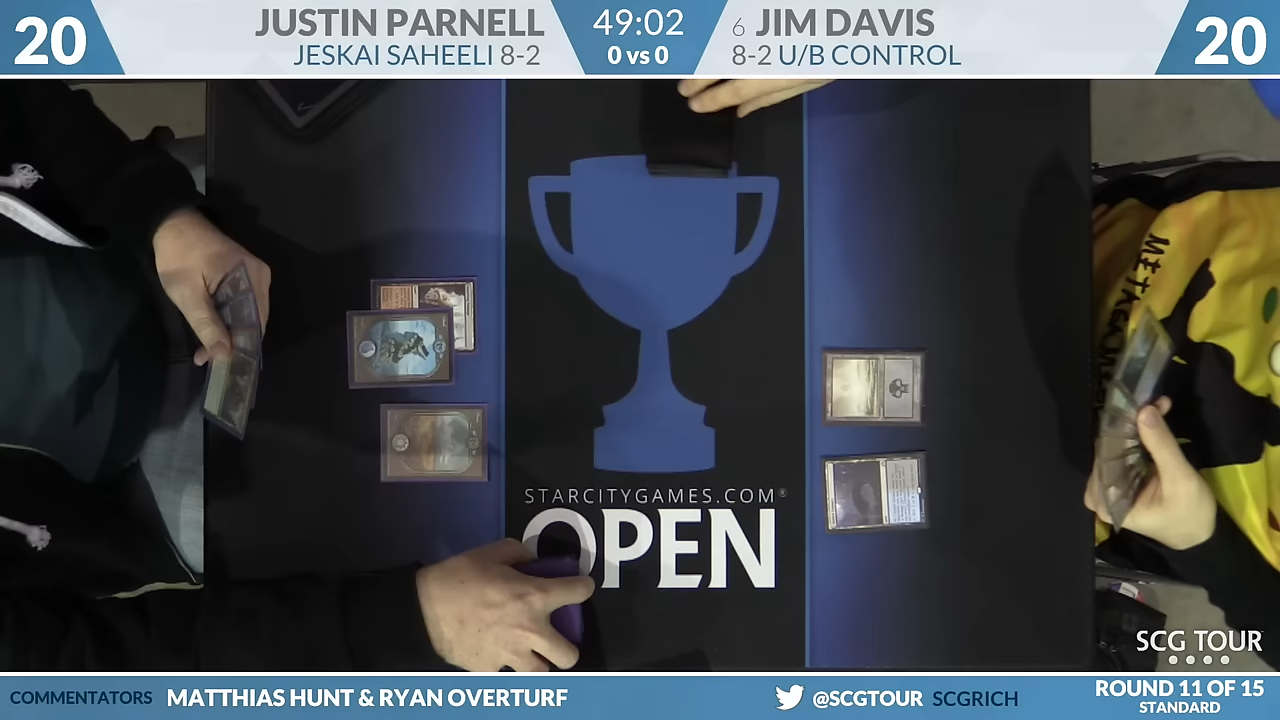 20
JUSTIN PARNELL
JESKAI SAHEELI 8-2
49:02
0 vs 0
6 JIM DAVIS
8-2 U/B CONTROL
20
STARCITYGAMES.COM®
OPEN
SCG TOUR
COMMENTATORS MATTHIAS HUNT & RYAN OVERTURF
@SCGTOUR SCGRICH
ROUND 11 OF 15
STANDARD